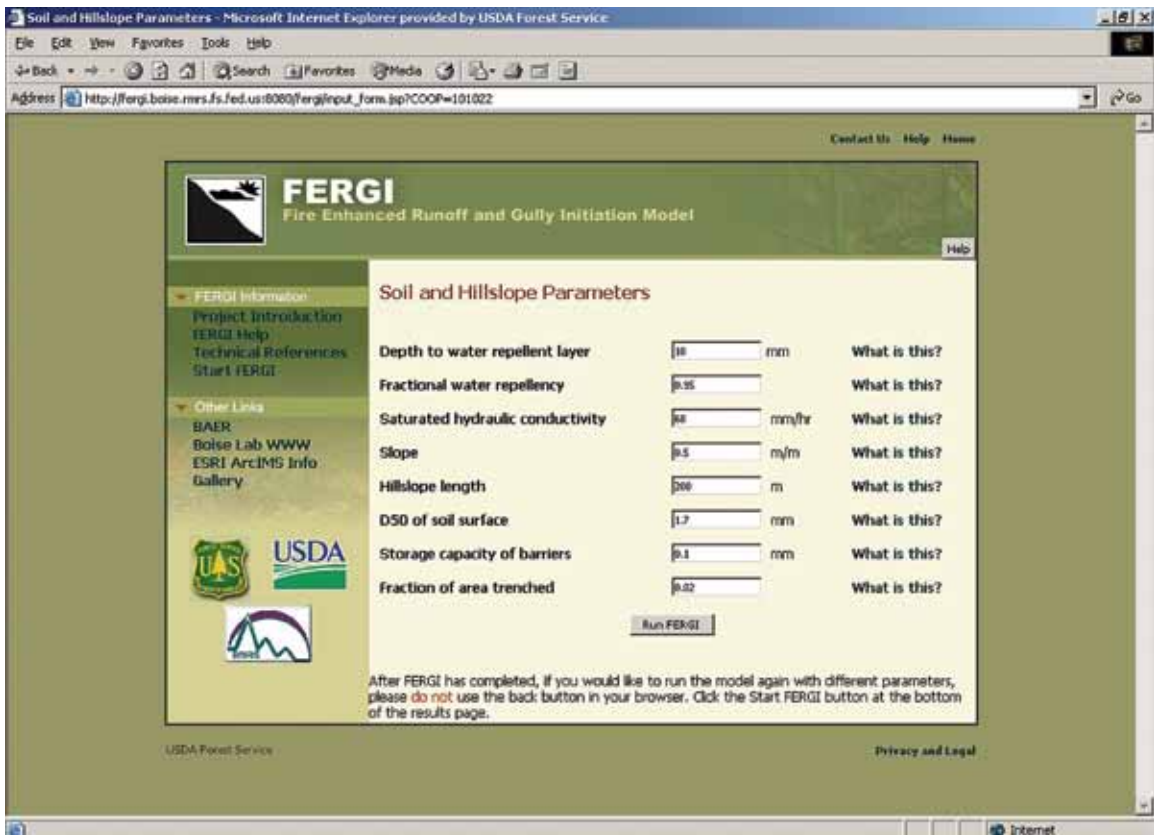 Soil and Hillslope Parameters - Microsoft Internet Explorer provided by USDA Forest Service
File Edit View Favorites Tools Help
Back Search Favorites Media
Address http://fergi.boise.rmrs.fs.fed.us:8080/fergi/input_form.jsp?COOP=101022 Go
Contact Us Help Home
FERGI
Fire Enhanced Runoff and Gully Initiation Model
Help
FERGI Information
Project Introduction
FERGI Help
Technical References
Start FERGI
Other Links
BAER
Boise Lab WWW
ESRI ArcIMS Info
Gallery
UAS
USDA
Soil and Hillslope Parameters
Depth to water repellent layer 10 mm What is this?
Fractional water repellency 0.95 What is this?
Saturated hydraulic conductivity 60 mm/hr What is this?
Slope 0.5 m/m What is this?
Hillslope length 200 m What is this?
D50 of soil surface 1.7 mm What is this?
Storage capacity of barriers 0.1 mm What is this?
Fraction of area trenched 0.02 What is this?
Run FERGI
After FERGI has completed, if you would like to run the model again with different parameters,
please do not use the back button in your browser. Click the Start FERGI button at the bottom
of the results page.
USDA Forest Service Privacy and Legal
Internet